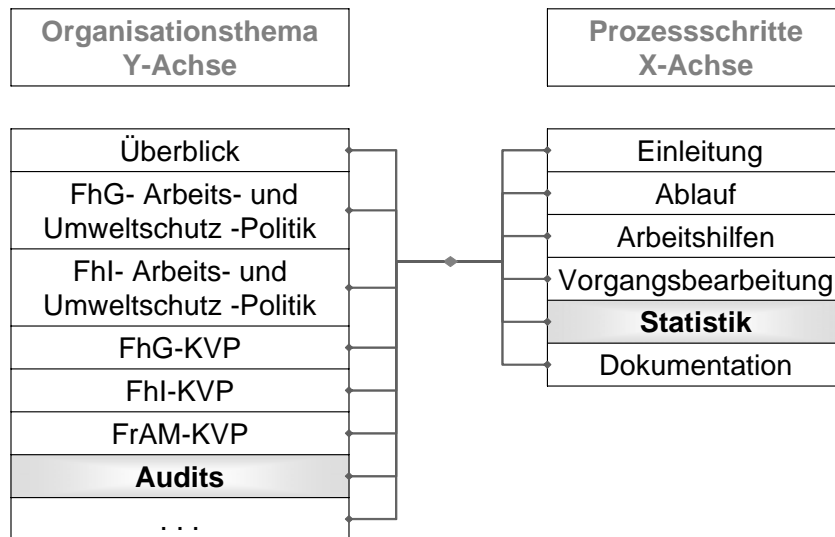 Organisationsthema
Y-Achse
Prozessschritte
X-Achse
Überblick
FhG- Arbeits- und
Umweltschutz -Politik
FhI- Arbeits- und
Umweltschutz -Politik
FhG-KVP
FhI-KVP
FrAM-KVP
Audits
. . .
Einleitung
Ablauf
Arbeitshilfen
Vorgangsbearbeitung
Statistik
Dokumentation